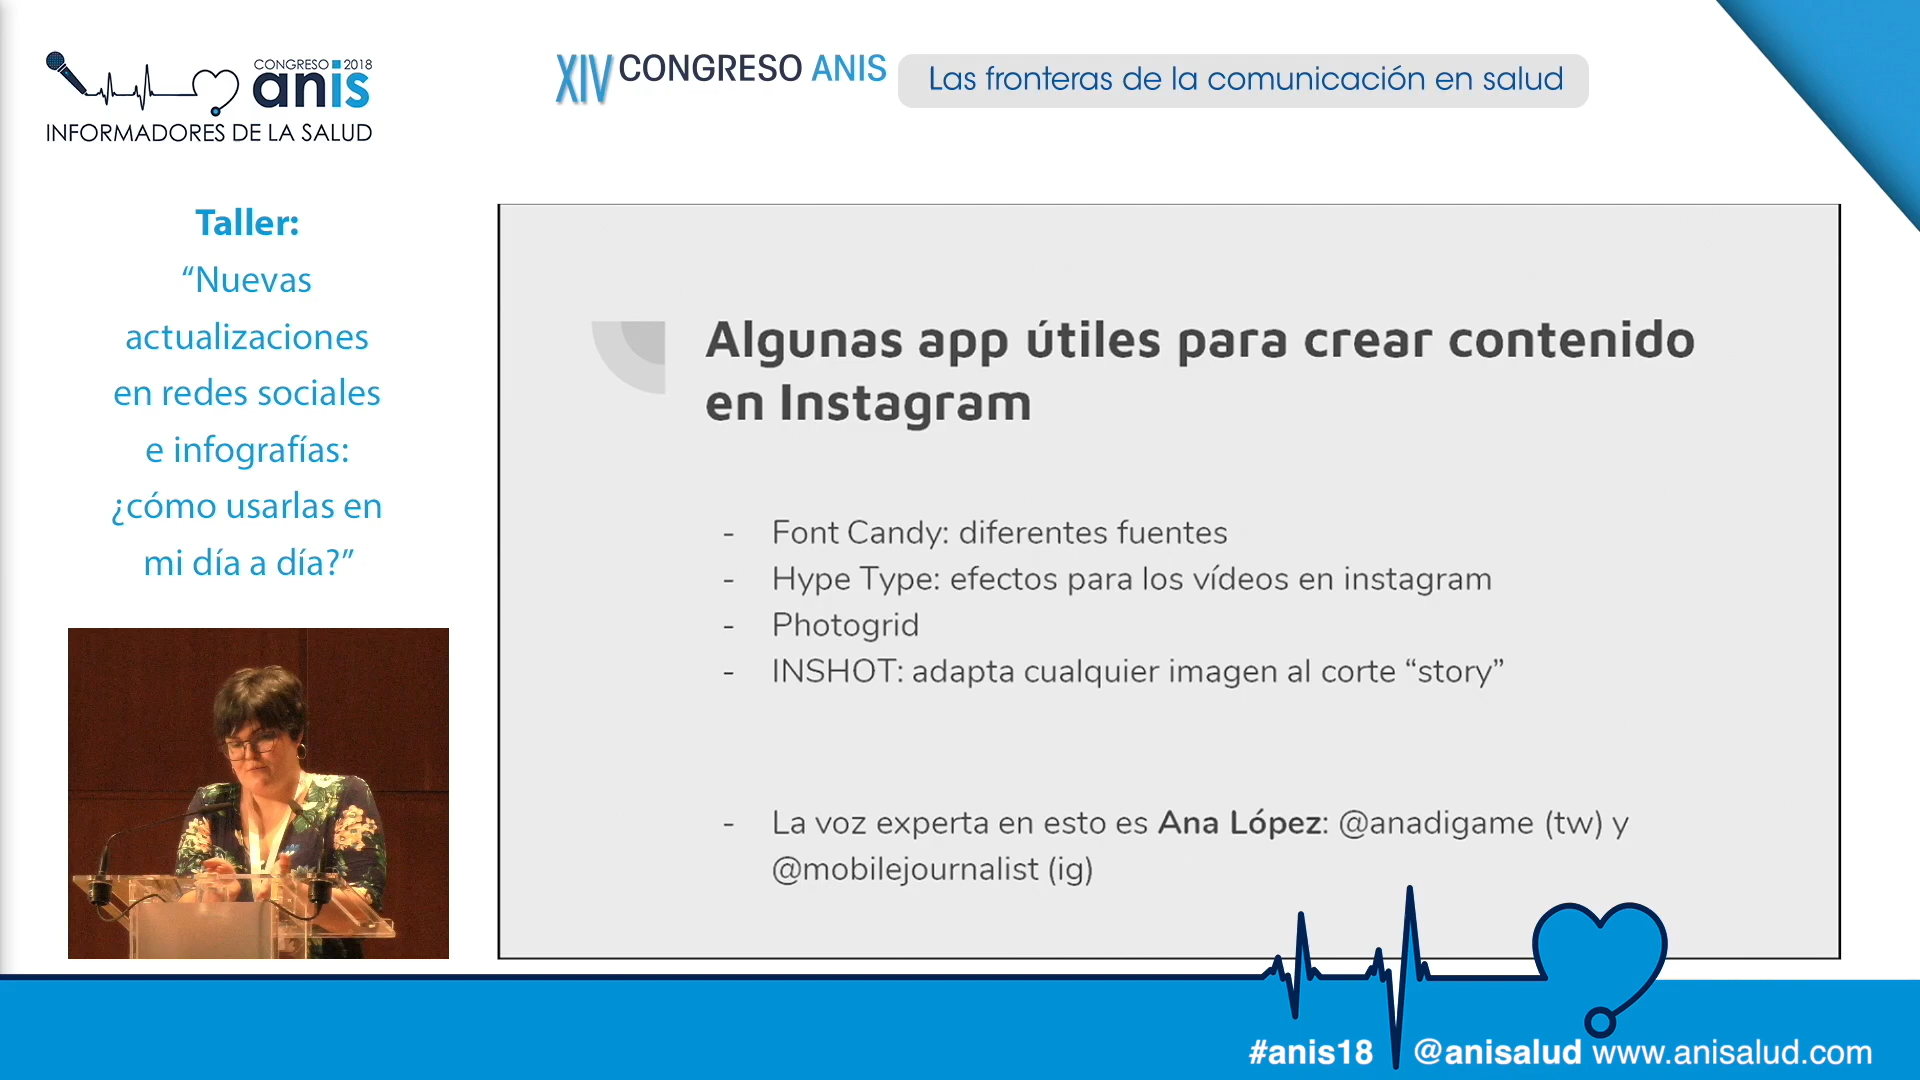 CONGRESO 2018
anis
INFORMADORES DE LA SALUD
XIV CONGRESO ANIS
Las fronteras de la comunicación en salud
Taller:
“Nuevas
actualizaciones
en redes sociales
e infografías:
¿cómo usarlas en
mi día a día?”
Algunas app útiles para crear contenido
en Instagram
- Font Candy: diferentes fuentes
- Hype Type: efectos para los vídeos en instagram
- Photogrid
- INSHOT: adapta cualquier imagen al corte “story”
- La voz experta en esto es Ana López: @anadigame (tw) y
@mobilejournalist (ig)
#anis18 @anisalud www.anisalud.com